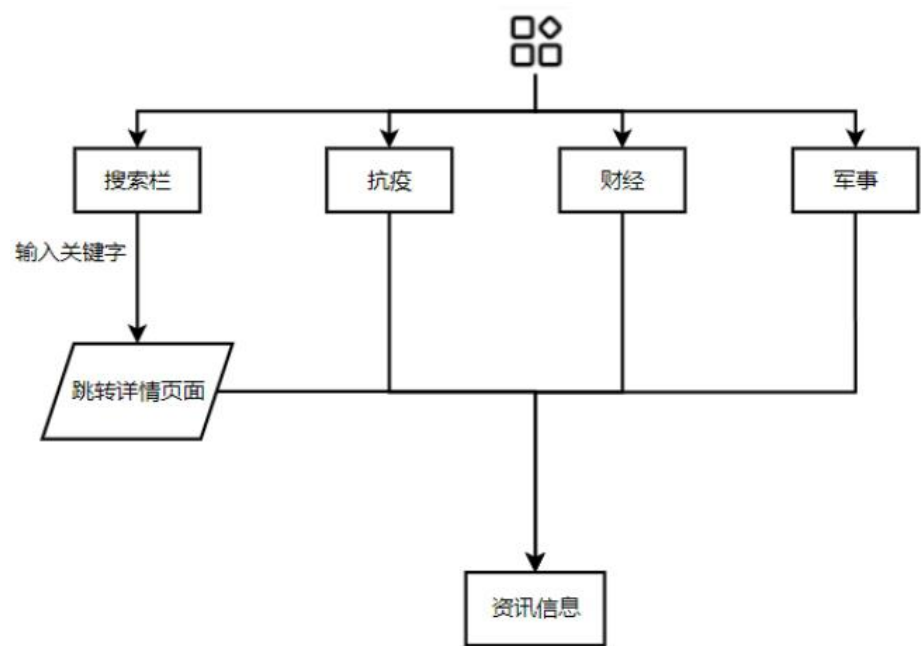 搜索栏
抗疫
财经
军事
输入关键字
跳转详情页面
资讯信息